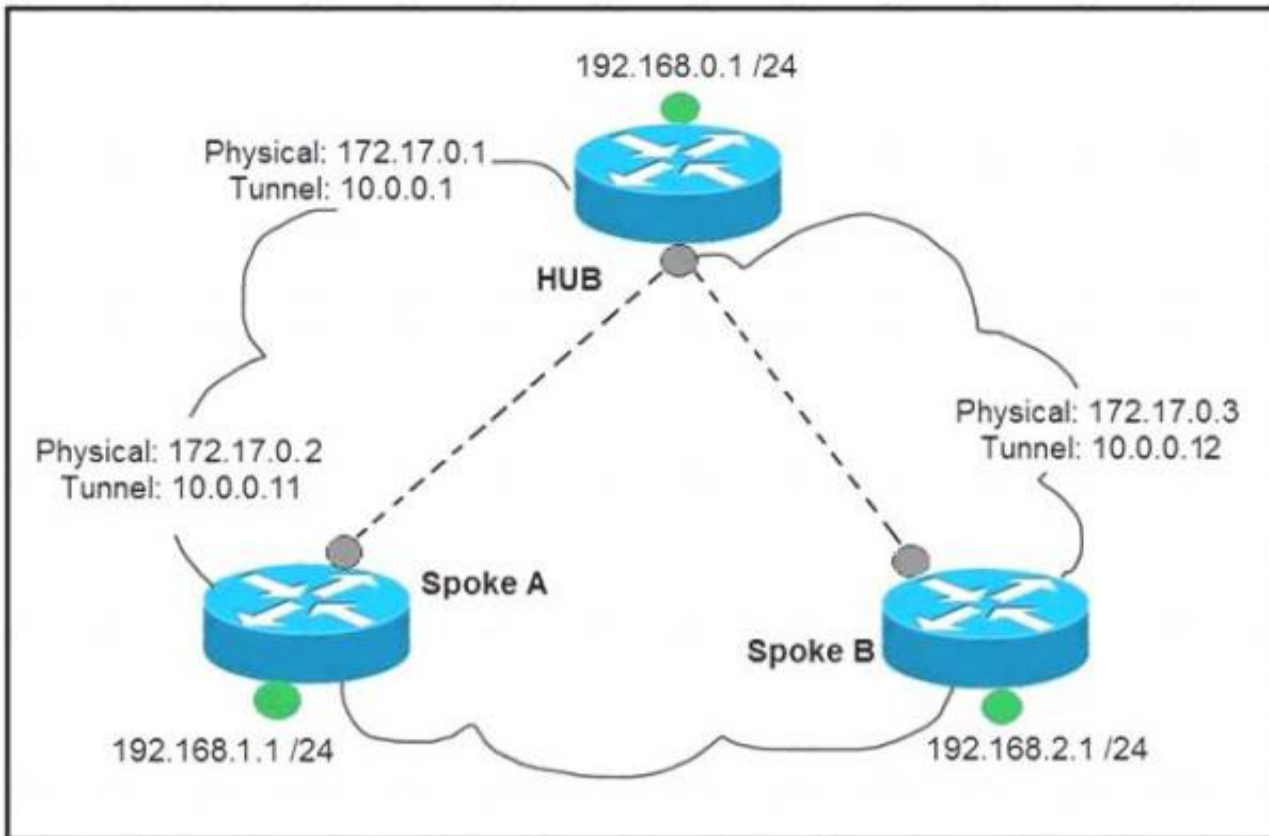 192.168.0.1 /24
Physical: 172.17.0.1
Tunnel: 10.0.0.1
HUB
Physical: 172.17.0.2
Tunnel: 10.0.0.11
Physical: 172.17.0.3
Tunnel: 10.0.0.12
Spoke A
Spoke B
192.168.1.1 /24
192.168.2.1 /24